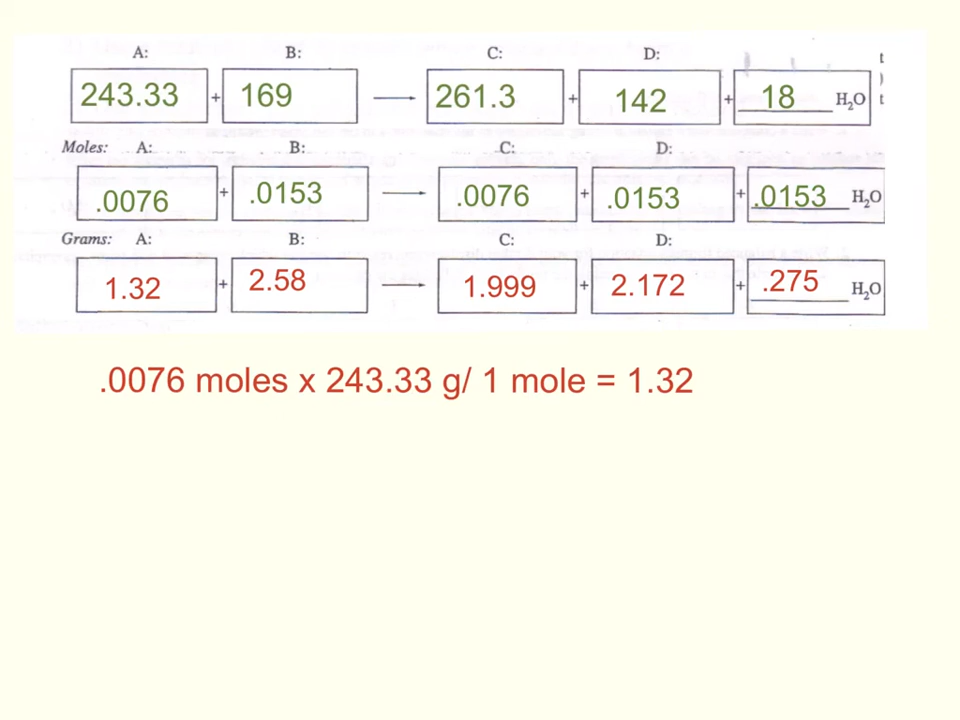 A: B: C: D: t
243.33 + 169 → 261.3 + 142 + 18 H₂O )
t
Moles: A: B: C: D:
.0076 + .0153 → .0076 + .0153 + .0153 H₂O
Grams: A: B: C: D:
1.32 + 2.58 → 1.999 + 2.172 + .275 H₂O
.0076 moles x 243.33 g/ 1 mole = 1.32